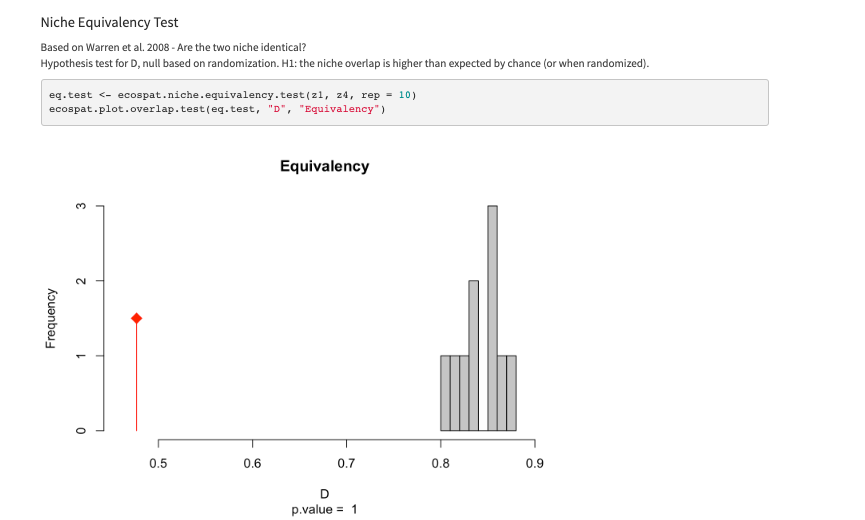 Niche Equivalency Test
Based on Warren et al. 2008 - Are the two niche identical?
Hypothesis test for D, null based on randomization. H1: the niche overlap is higher than expected by chance (or when randomized).
eq.test <- ecospat.niche.equivalency.test(z1, z4, rep = 10)
ecospat.plot.overlap.test(eq.test, "D", "Equivalency")
Equivalency
Frequency
3
2
1
0
0.5 0.6 0.7 0.8 0.9
D
p.value = 1